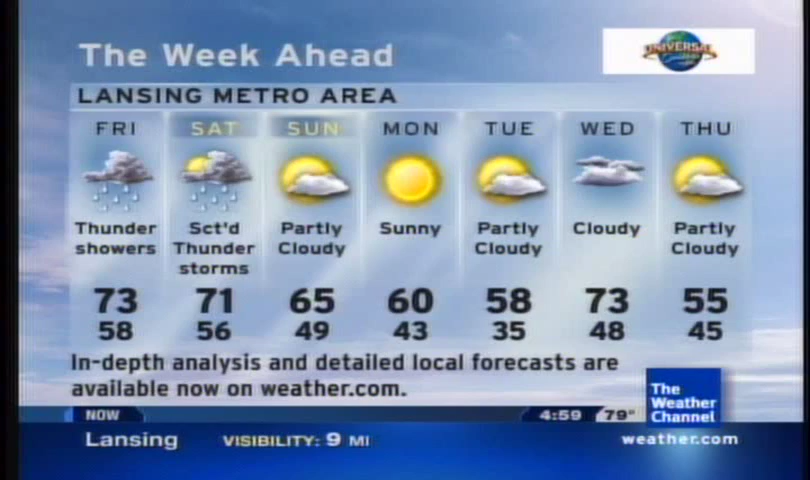 The Week Ahead
UNIVERSAL
LANSING METRO AREA
FRI SAT SUN MON TUE WED THU
Thunder showers
Sct'd Thunder storms
Partly Cloudy
Sunny
Partly Cloudy
Cloudy
Partly Cloudy
73 71 65 60 58 73 55
58 56 49 43 35 48 45
In-depth analysis and detailed local forecasts are
available now on weather.com.
The
Weather
Channel
NOW 4:59 79°
Lansing VISIBILITY: 9 MI weather.com